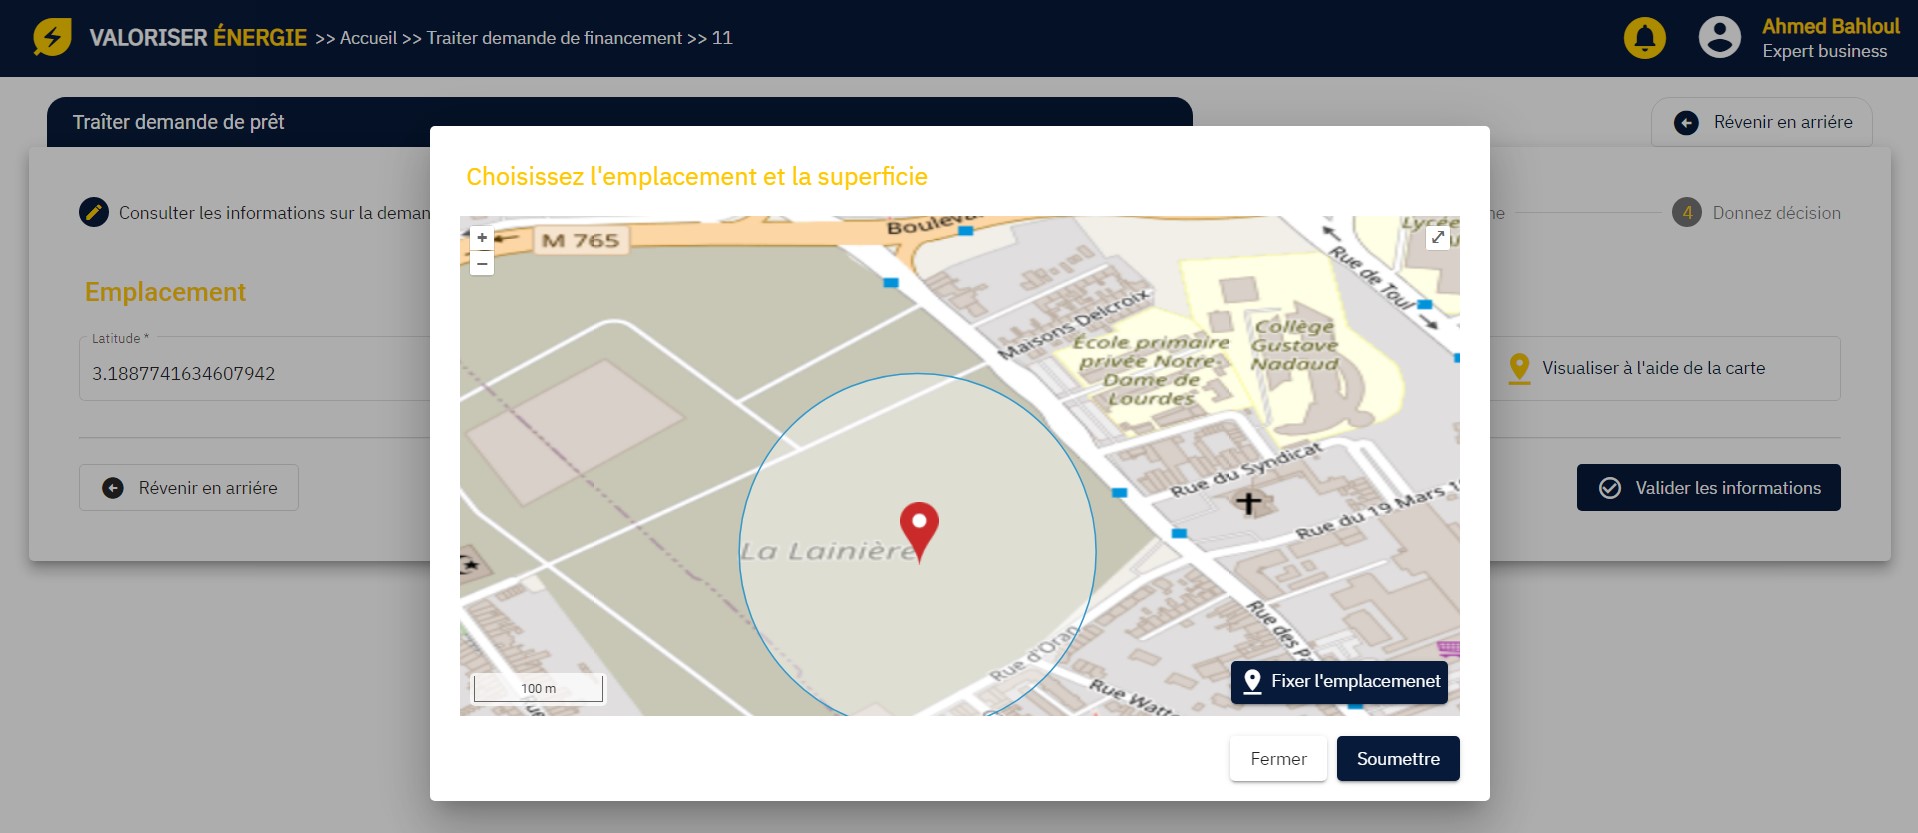 VALORISER ÉNERGIE >> Accueil >> Traiter demande de financement >> 11
Ahmed Bahloul
Expert business
Traîter demande de prêt
Révenir en arriére
Choisissez l'emplacement et la superficie
Consulter les informations sur la deman
ne
4 Donnez décision
Emplacement
Latitude *
3.1887741634607942
Visualiser à l'aide de la carte
Révenir en arriére
Valider les informations
+
−
M 765
Bouleva
Lycée
Rue de Toul
Maisons Delcroix
École primaire
privée Notre-
Dame de
Lourdes
Collège
Gustave
Nadaud
Rue du Syndicat
Rue du 19 Mars 1
La Lainière
Rue d'Oran
Rue des Pa
Rue Watt
ue
100 m
Fixer l'emplacemenet
Fermer
Soumettre